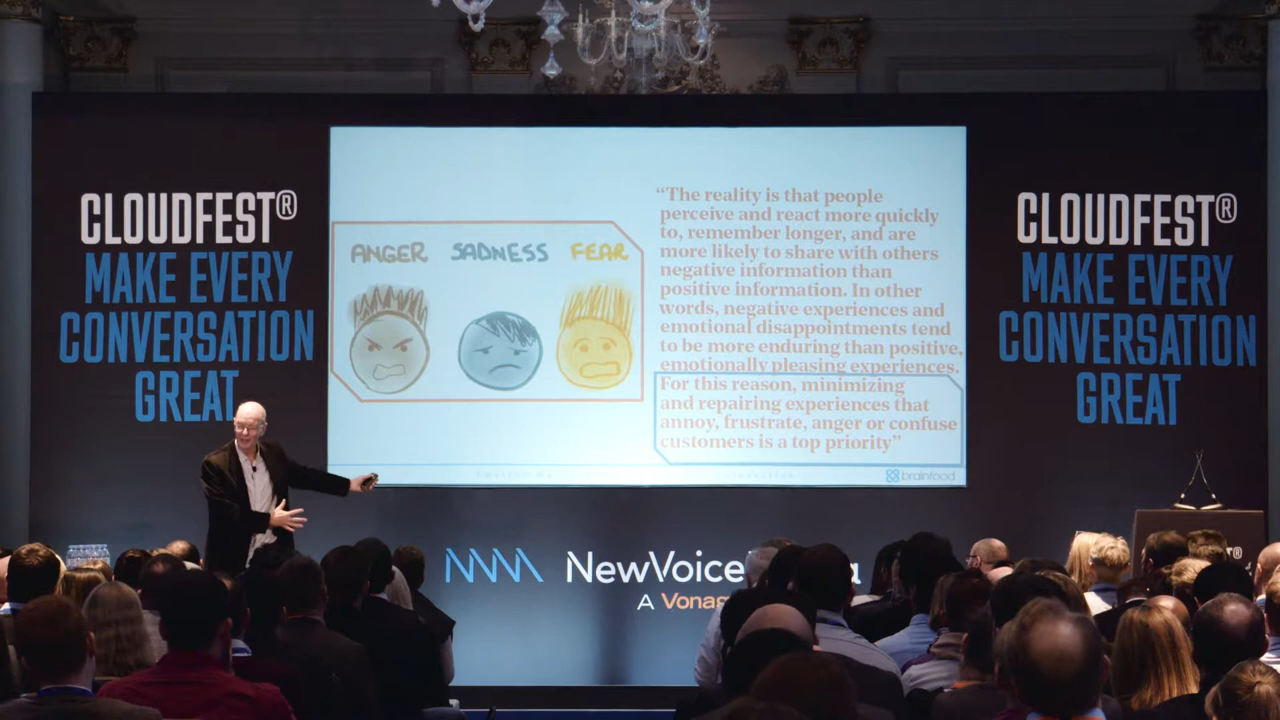 CLOUDFEST®
MAKE EVERY
CONVERSATION
GREAT
ANGER SADNESS FEAR
“The reality is that people
perceive and react more quickly
to, remember longer, and are
more likely to share with others
negative information than
positive information. In other
words, negative experiences and
emotional disappointments tend
to be more enduring than positive,
emotionally pleasing experiences.
For this reason, minimizing
and repairing experiences that
annoy, frustrate, anger or confuse
customers is a top priority”
brainfood
CLOUDFEST®
MAKE EVERY
CONVERSATION
GREAT
NewVoice
A Vonag